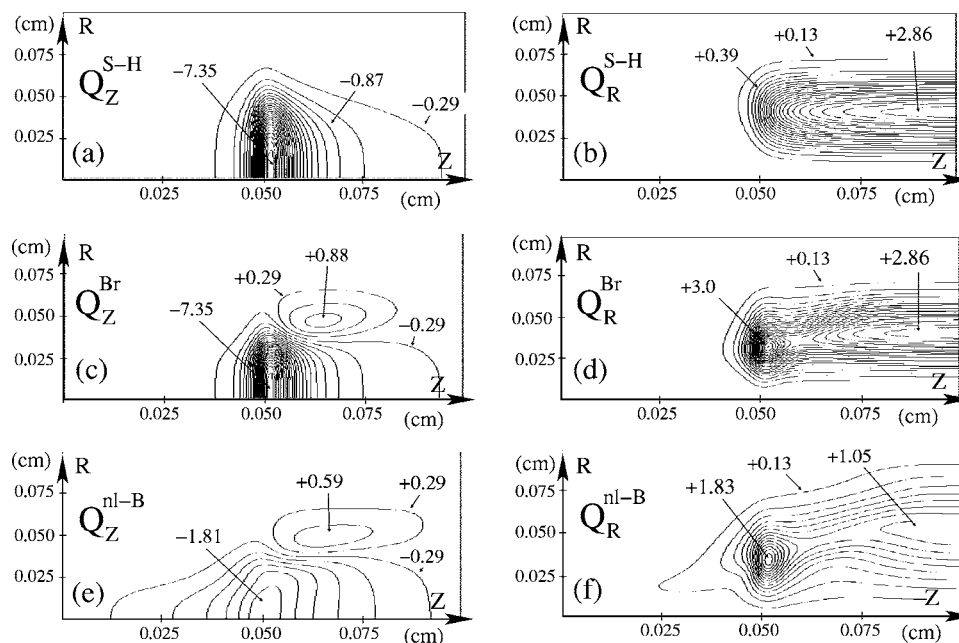 (cm) R
0.075
0.050
0.025
Q_Z^{S–H}
−7.35
−0.87
−0.29
(a)
Z
0.025 0.050 0.075
(cm)
(cm) R
0.075
0.050
0.025
Q_R^{S–H}
+0.39
+0.13
+2.86
(b)
Z
0.025 0.050 0.075
(cm)
(cm) R
0.075
0.050
0.025
Q_Z^{Br}
+0.29
+0.88
−7.35
−0.29
(c)
Z
0.025 0.050 0.075
(cm)
(cm) R
0.075
0.050
0.025
Q_R^{Br}
+0.13
+2.86
+3.0
(d)
Z
0.025 0.050 0.075
(cm)
(cm) R
0.075
0.050
0.025
Q_Z^{nl–B}
+0.59
+0.29
−1.81
−0.29
(e)
Z
0.025 0.050 0.075
(cm)
(cm) R
0.075
0.050
0.025
Q_R^{nl–B}
+0.13
+1.05
+1.83
(f)
Z
0.025 0.050 0.075
(cm)